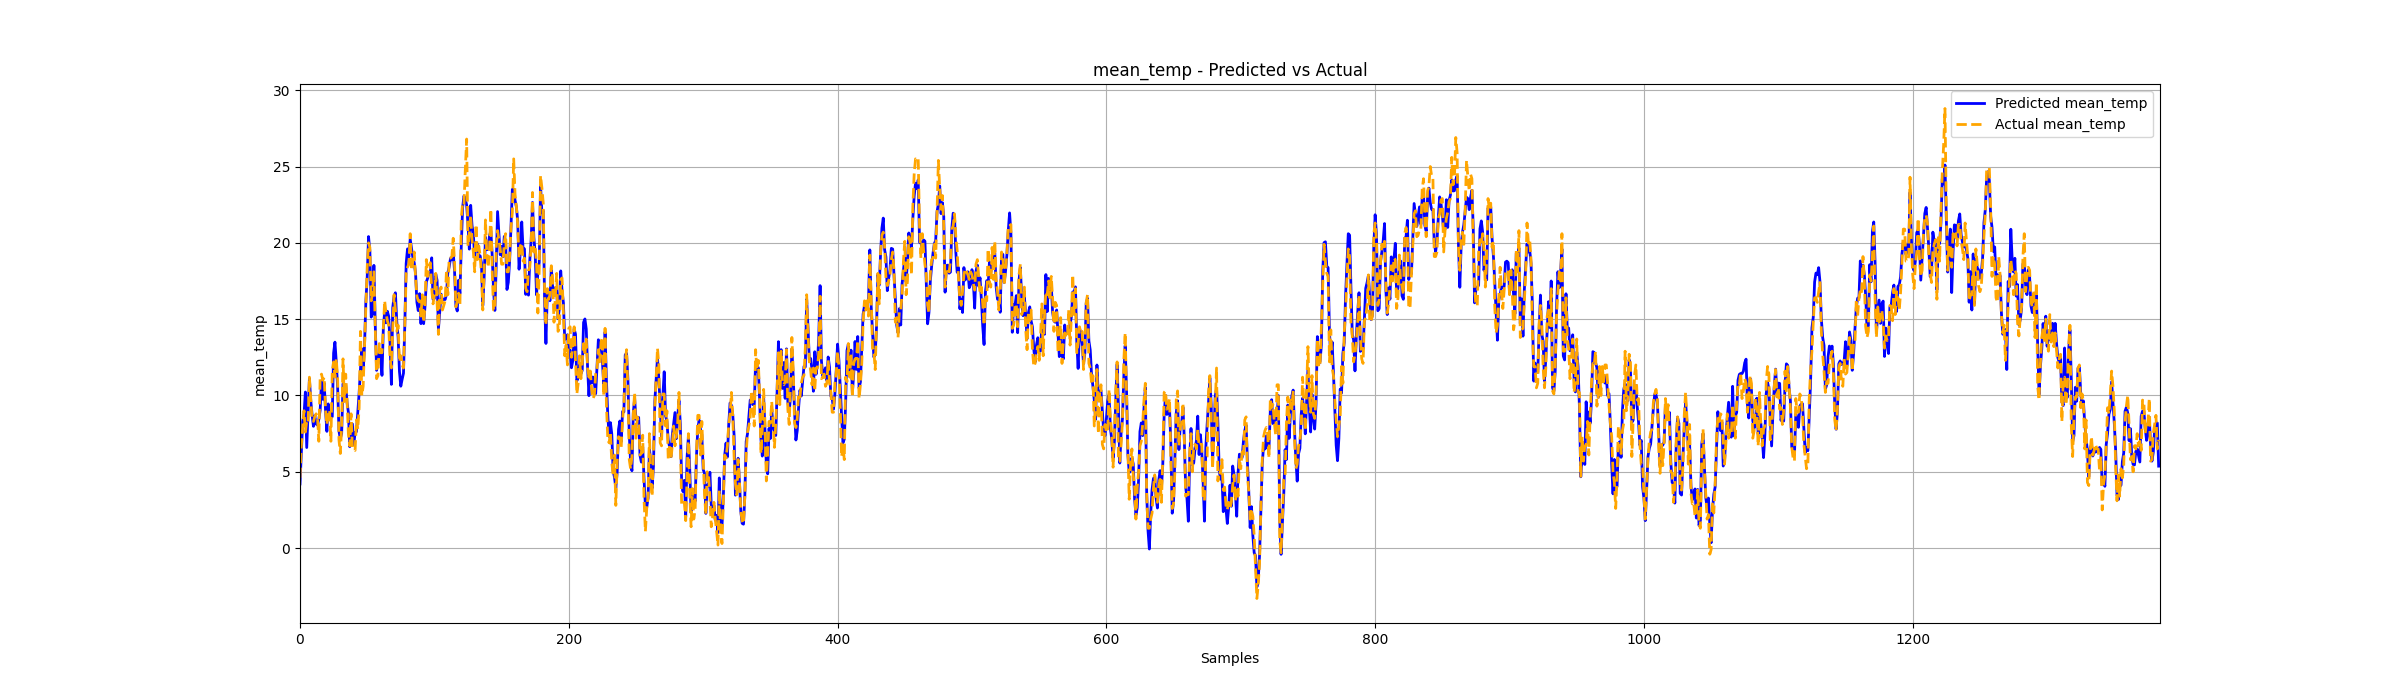 mean_temp - Predicted vs Actual
Predicted mean_temp
Actual mean_temp
mean_temp
30
25
20
15
10
5
0
0 200 400 600 800 1000 1200
Samples